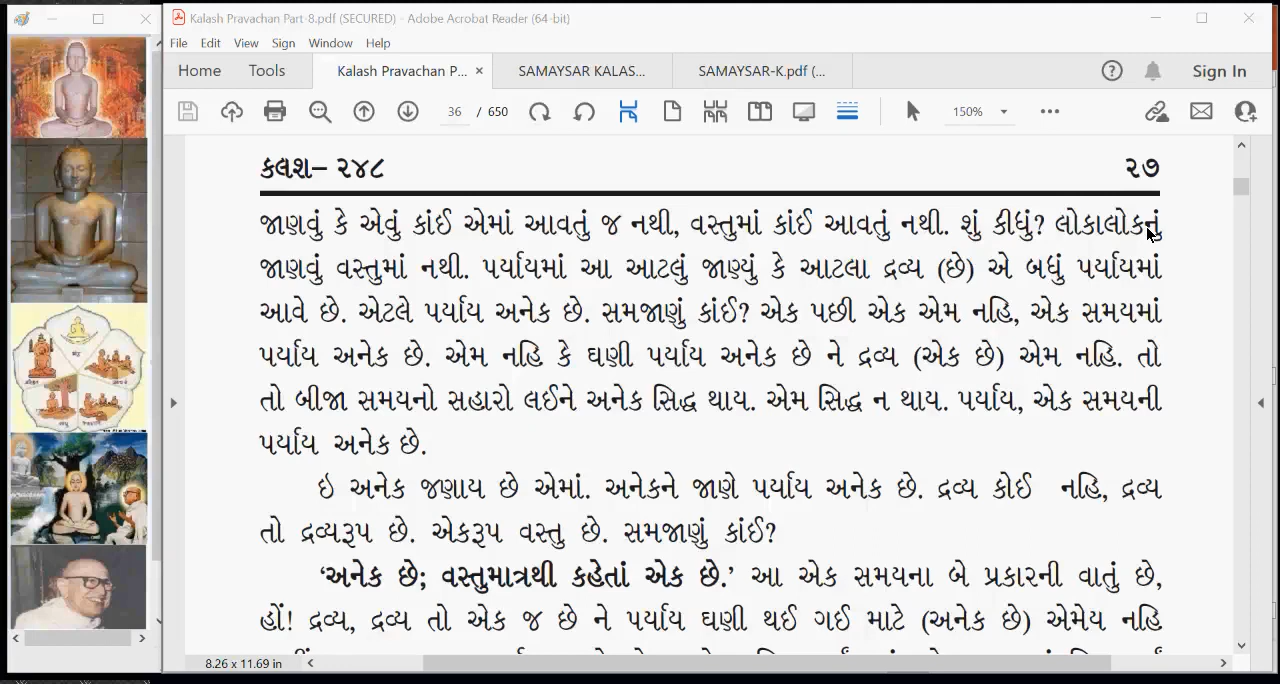 Kalash Pravachan Part-8.pdf (SECURED) - Adobe Acrobat Reader (64-bit)
File Edit View Sign Window Help
Home Tools Kalash Pravachan P... × SAMAYSAR KALAS... SAMAYSAR-K.pdf (... Sign In
36 / 650 150%
કલશ– ૨૪૮ ૨૭
જાણવું કે એવું કાંઈ એમાં આવતું જ નથી, વસ્તુમાં કાંઈ આવતું નથી. શું કીધું? લોકાલોકનું
જાણવું વસ્તુમાં નથી. પર્યાયમાં આ આટલું જાણ્યું કે આટલા દ્રવ્ય (છે) એ બધું પર્યાયમાં
આવે છે. એટલે પર્યાય અનેક છે. સમજાણું કાંઈ? એક પછી એક એમ નહિ, એક સમયમાં
પર્યાય અનેક છે. એમ નહિ કે ઘણી પર્યાય અનેક છે ને દ્રવ્ય (એક છે) એમ નહિ. તો
તો બીજા સમયનો સહારો લઈને અનેક સિદ્ધ થાય. એમ સિદ્ધ ન થાય. પર્યાય, એક સમયની
પર્યાય અનેક છે.
ઇ અનેક જણાય છે એમાં. અનેકને જાણે પર્યાય અનેક છે. દ્રવ્ય કોઈ નહિ, દ્રવ્ય
તો દ્રવ્યરૂપ છે. એકરૂપ વસ્તુ છે. સમજાણું કાંઈ?
‘અનેક છે; વસ્તુમાત્રથી કહેતાં એક છે.’ આ એક સમયના બે પ્રકારની વાતું છે,
હોં! દ્રવ્ય, દ્રવ્ય તો એક જ છે ને પર્યાય ઘણી થઈ ગઈ માટે (અનેક છે) એમેય નહિ
8.26 x 11.69 in